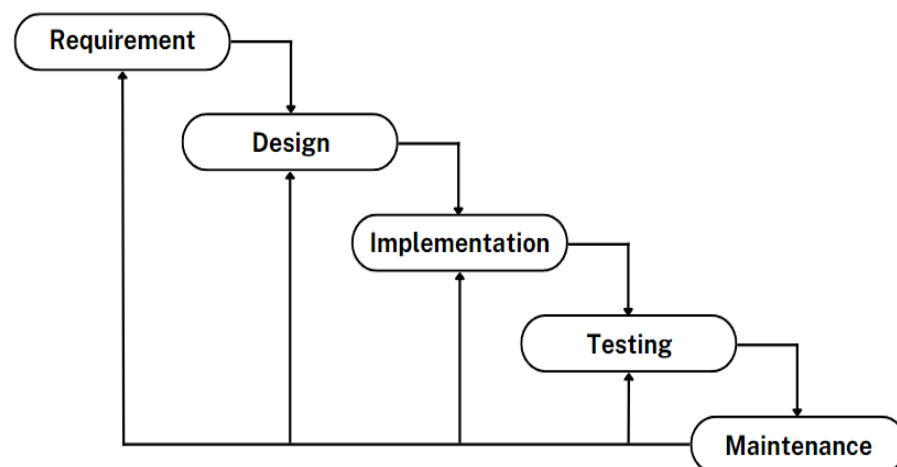 Requirement
Design
Implementation
Testing
Maintenance